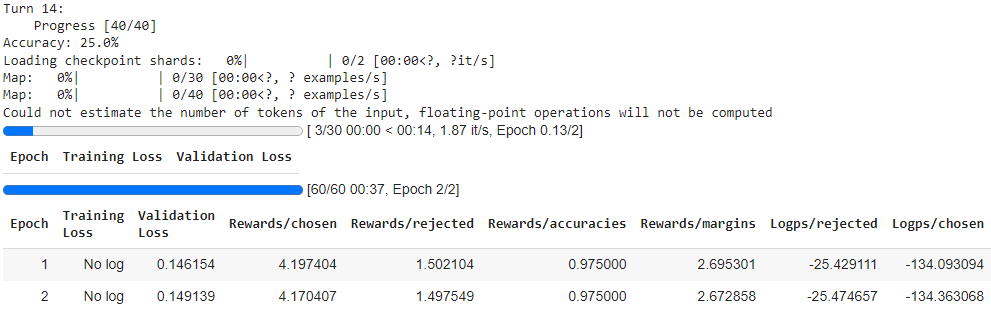 Turn 14:
Progress [40/40]
Accuracy: 25.0%
Loading checkpoint shards:   0%|          | 0/2 [00:00<?, ?it/s]
Map:   0%|          | 0/30 [00:00<?, ? examples/s]
Map:   0%|          | 0/40 [00:00<?, ? examples/s]
Could not estimate the number of tokens of the input, floating-point operations will not be computed
[ 3/30 00:00 < 00:14, 1.87 it/s, Epoch 0.13/2]
Epoch Training Loss Validation Loss
[60/60 00:37, Epoch 2/2]
Epoch Training Loss Validation Loss Rewards/chosen Rewards/rejected Rewards/accuracies Rewards/margins Logps/rejected Logps/chosen
1 No log 0.146154 4.197404 1.502104 0.975000 2.695301 -25.429111 -134.093094
2 No log 0.149139 4.170407 1.497549 0.975000 2.672858 -25.474657 -134.363068